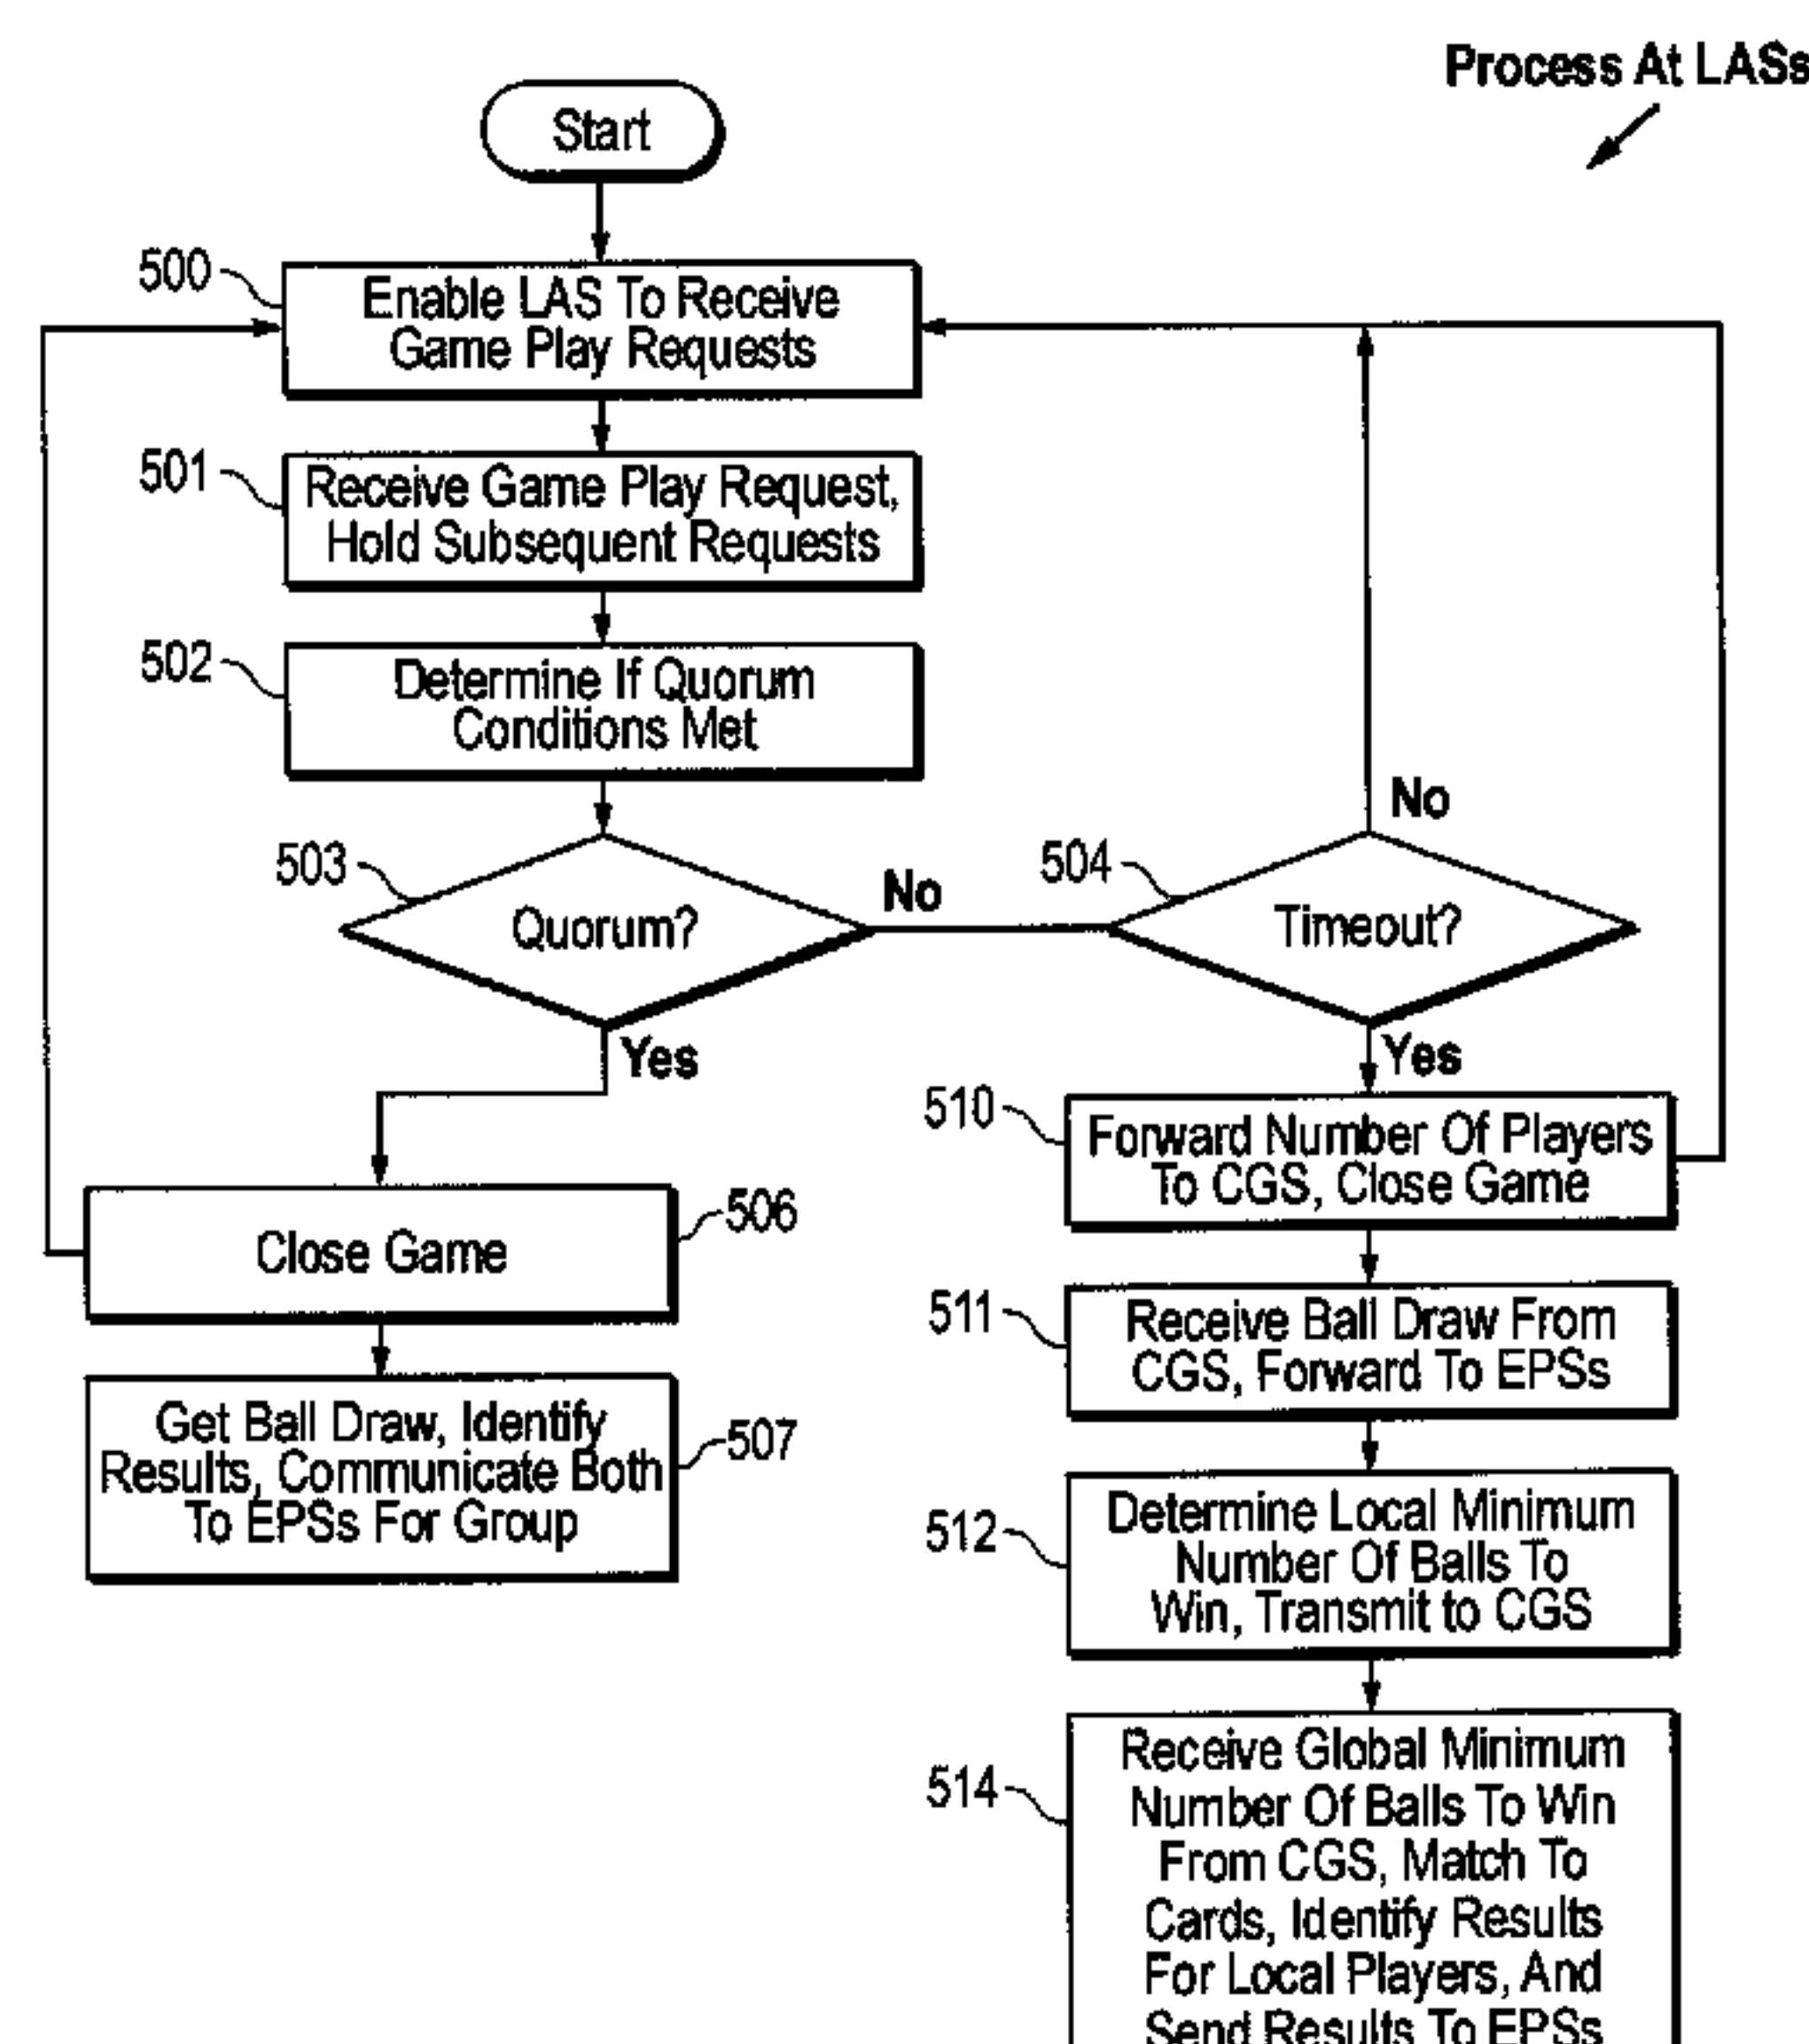 Process At LASs
Start
500
Enable LAS To Receive
Game Play Requests
501
Receive Game Play Request,
Hold Subsequent Requests
502
Determine If Quorum
Conditions Met
503
Quorum?
No
Yes
504
Timeout?
No
Yes
506
Close Game
507
Get Ball Draw, Identify
Results, Communicate Both
To EPSs For Group
510
Forward Number Of Players
To CGS, Close Game
511
Receive Ball Draw From
CGS, Forward To EPSs
512
Determine Local Minimum
Number Of Balls To
Win, Transmit to CGS
514
Receive Global Minimum
Number Of Balls To Win
From CGS, Match To
Cards, Identify Results
For Local Players, And
Send Results To EPSs